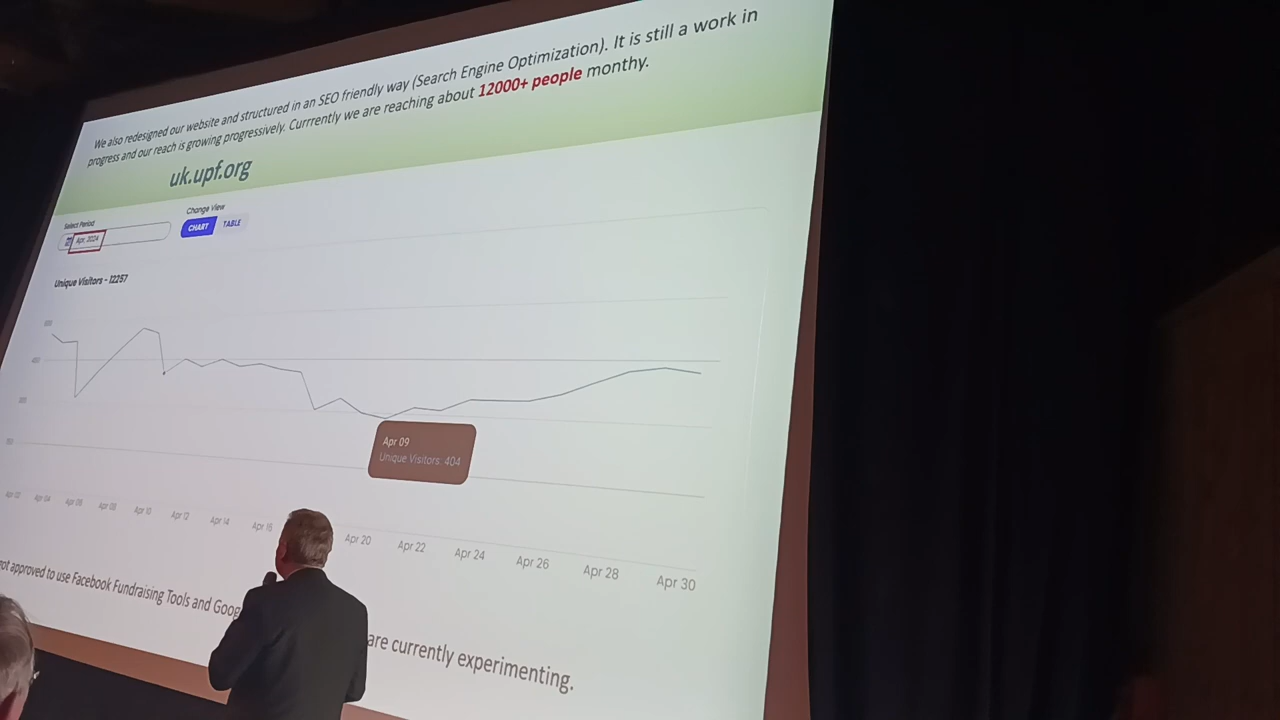 We also redesigned our website and structured in an SEO friendly way (Search Engine Optimization). It is still a work in
progress and our reach is growing progressively. Currrently we are reaching about 12000+ people monthy.
uk.upf.org
Select Period
Change View
Apr, 2024
CHART TABLE
Unique Visitors - 12257
Apr 09
Unique Visitors: 404
Apr 02 Apr 04 Apr 06 Apr 08 Apr 10 Apr 12 Apr 14 Apr 16 Apr 20 Apr 22 Apr 24 Apr 26 Apr 28 Apr 30
not approved to use Facebook Fundraising Tools and Goog
are currently experimenting.